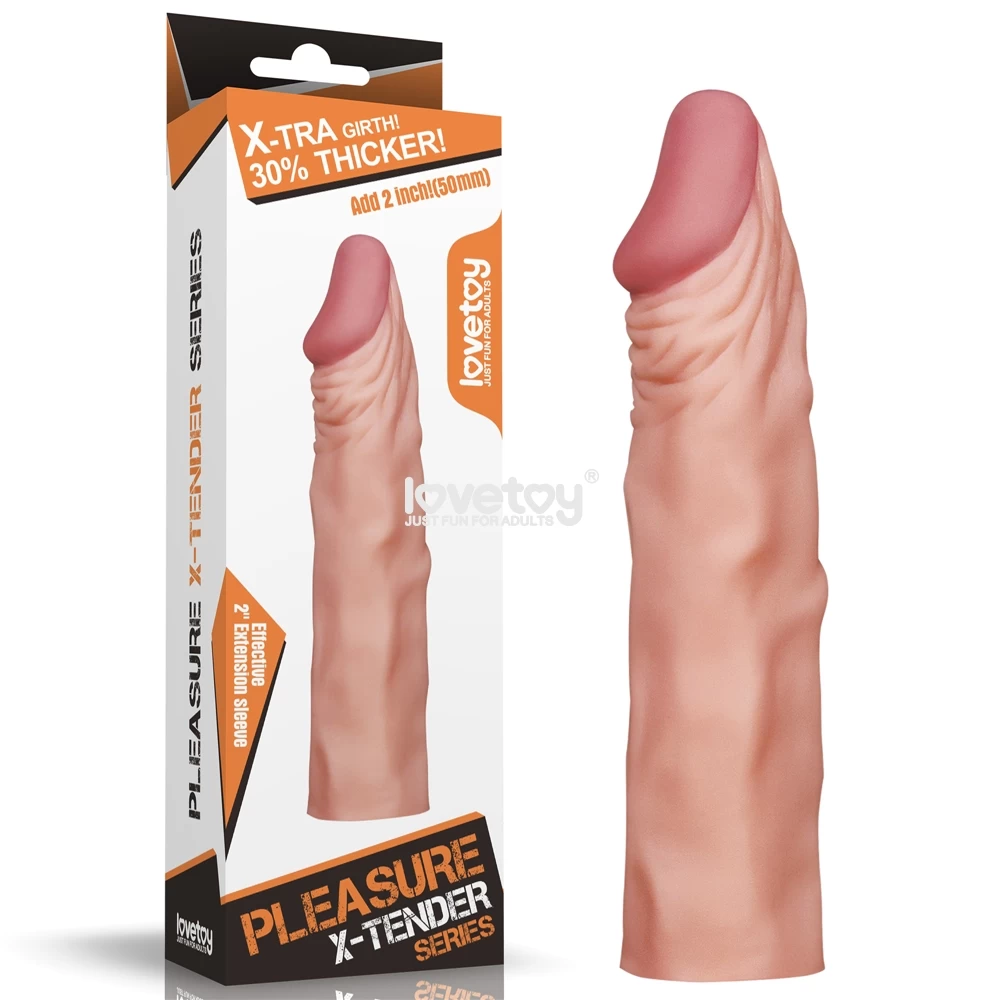 X-TRA GIRTH!
30% THICKER!
Add 2 inch!(50mm)
lovetoy
JUST FUN FOR ADULTS
PLEASURE X-TENDER SERIES
Effective
2" Extension sleeve
lovetoy®
JUST FUN FOR ADULTS
PLEASURE
X-TENDER
SERIES
lovetoy
JUST FUN FOR ADULTS